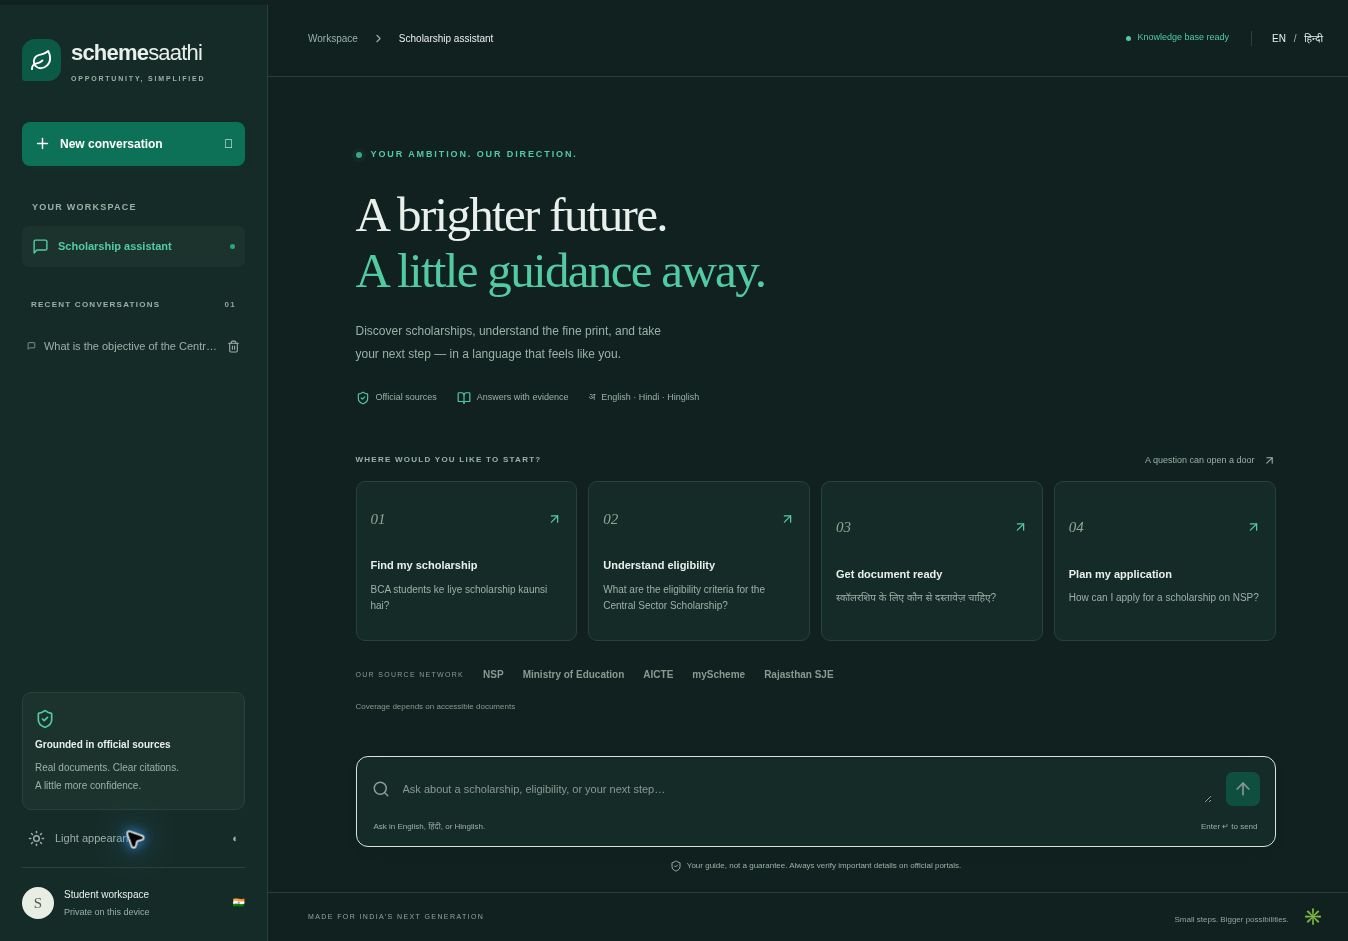 schemesaathi
OPPORTUNITY, SIMPLIFIED
New conversation
YOUR WORKSPACE
Scholarship assistant
RECENT CONVERSATIONS 01
What is the objective of the Centr…
Grounded in official sources
Real documents. Clear citations.
A little more confidence.
Light
Student workspace
Private on this device
S
Workspace
Scholarship assistant
Knowledge base ready
EN / हिन्दी
YOUR AMBITION. OUR DIRECTION.
A brighter future.
A little guidance away.
Discover scholarships, understand the fine print, and take
your next step — in a language that feels like you.
Official sources
Answers with evidence
अ English · Hindi · Hinglish
WHERE WOULD YOU LIKE TO START?
A question can open a door
01
Find my scholarship
BCA students ke liye scholarship kaunsi
hai?
02
Understand eligibility
What are the eligibility criteria for the
Central Sector Scholarship?
03
Get document ready
स्कॉलरशिप के लिए कौन से दस्तावेज़ चाहिए?
04
Plan my application
How can I apply for a scholarship on NSP?
OUR SOURCE NETWORK NSP Ministry of Education AICTE myScheme Rajasthan SJE
Coverage depends on accessible documents
Ask about a scholarship, eligibility, or your next step…
Ask in English, हिंदी, or Hinglish.
Enter ↵ to send
Your guide, not a guarantee. Always verify important details on official portals.
MADE FOR INDIA'S NEXT GENERATION
Small steps. Bigger possibilities.